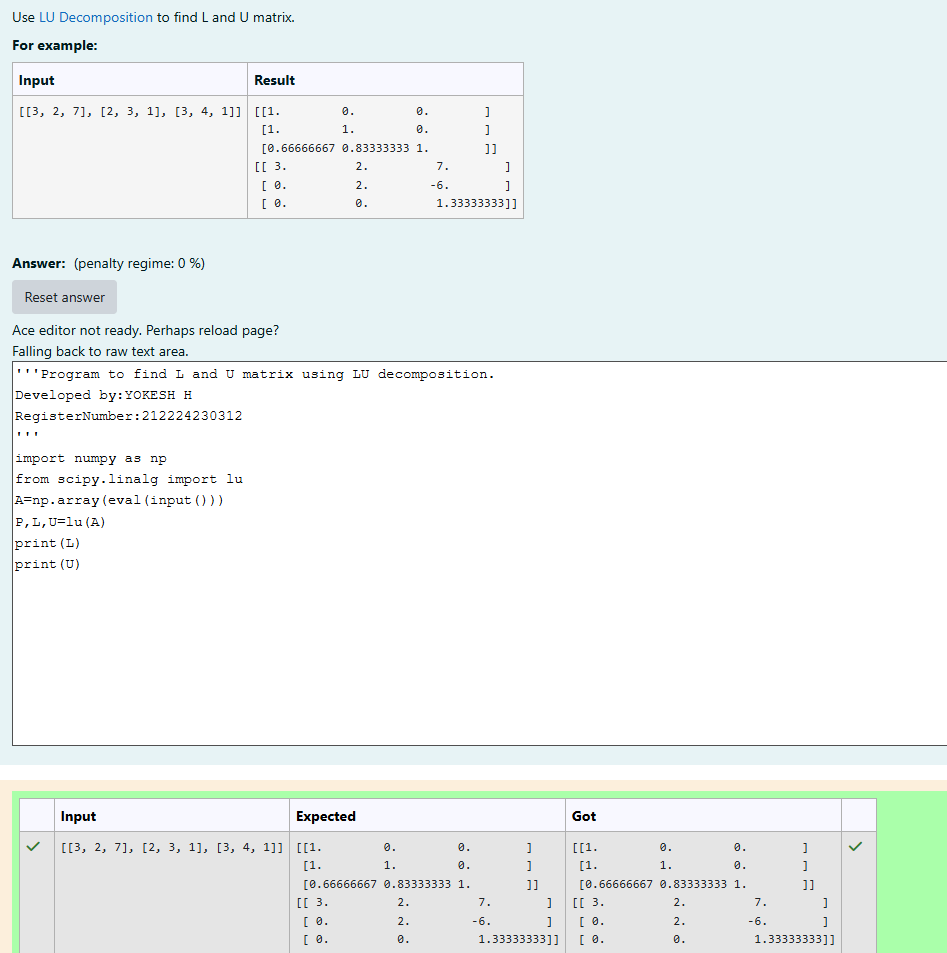 Use LU Decomposition to find L and U matrix.
For example:
Input Result
[[3, 2, 7], [2, 3, 1], [3, 4, 1]] [[1. 0. 0. ]
[1. 1. 0. ]
[0.66666667 0.83333333 1. ]]
[[ 3. 2. 7. ]
[ 0. 2. -6. ]
[ 0. 0. 1.33333333]]
Answer: (penalty regime: 0 %)
Reset answer
Ace editor not ready. Perhaps reload page?
Falling back to raw text area.
'''Program to find L and U matrix using LU decomposition.
Developed by:YOKESH H
RegisterNumber:212224230312
'''
import numpy as np
from scipy.linalg import lu
A=np.array(eval(input()))
P,L,U=lu(A)
print(L)
print(U)
Input Expected Got
[[3, 2, 7], [2, 3, 1], [3, 4, 1]] [[1. 0. 0. ] [[1. 0. 0. ]
[1. 1. 0. ] [1. 1. 0. ]
[0.66666667 0.83333333 1. ]] [0.66666667 0.83333333 1. ]]
[[ 3. 2. 7. ] [[ 3. 2. 7. ]
[ 0. 2. -6. ] [ 0. 2. -6. ]
[ 0. 0. 1.33333333]] [ 0. 0. 1.33333333]]